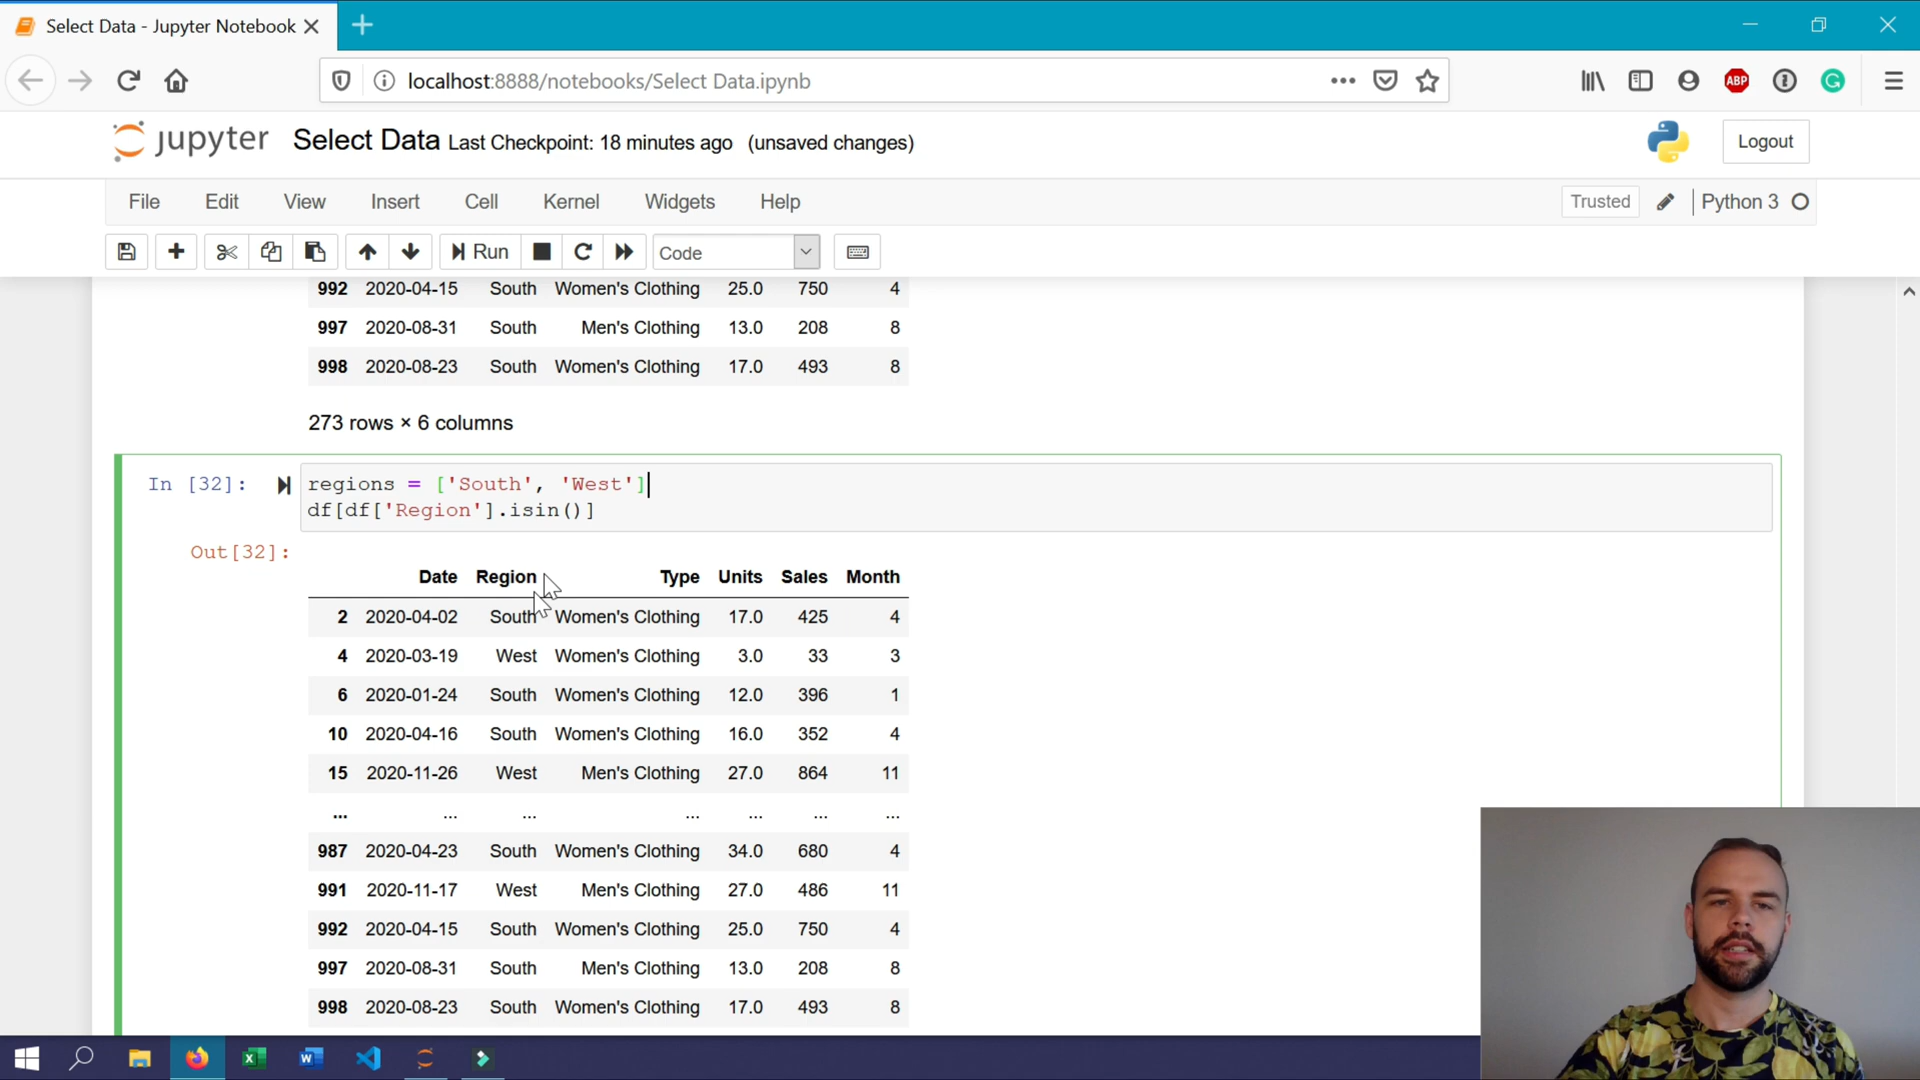 Select Data - Jupyter Notebook
localhost:8888/notebooks/Select Data.ipynb
ABP
jupyter Select Data Last Checkpoint: 18 minutes ago (unsaved changes)
Logout
File Edit View Insert Cell Kernel Widgets Help
Trusted Python 3
Run Code
992 2020-04-15 South Women's Clothing 25.0 750 4
997 2020-08-31 South Men's Clothing 13.0 208 8
998 2020-08-23 South Women's Clothing 17.0 493 8
273 rows × 6 columns
In [32]: regions = ['South', 'West']
df[df['Region'].isin()]
Out[32]:
Date Region Type Units Sales Month
2 2020-04-02 South Women's Clothing 17.0 425 4
4 2020-03-19 West Women's Clothing 3.0 33 3
6 2020-01-24 South Women's Clothing 12.0 396 1
10 2020-04-16 South Women's Clothing 16.0 352 4
15 2020-11-26 West Men's Clothing 27.0 864 11
... ... ... ... ... ... ...
987 2020-04-23 South Women's Clothing 34.0 680 4
991 2020-11-17 West Men's Clothing 27.0 486 11
992 2020-04-15 South Women's Clothing 25.0 750 4
997 2020-08-31 South Men's Clothing 13.0 208 8
998 2020-08-23 South Women's Clothing 17.0 493 8